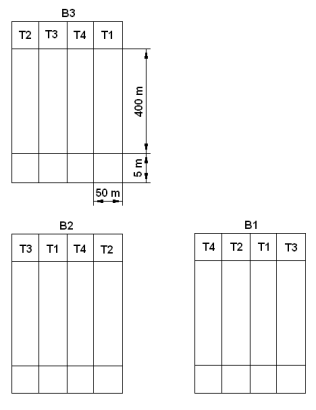 B3
T2 T3 T4 T1
400 m
5 m
50 m
B2
T3 T1 T4 T2
B1
T4 T2 T1 T3